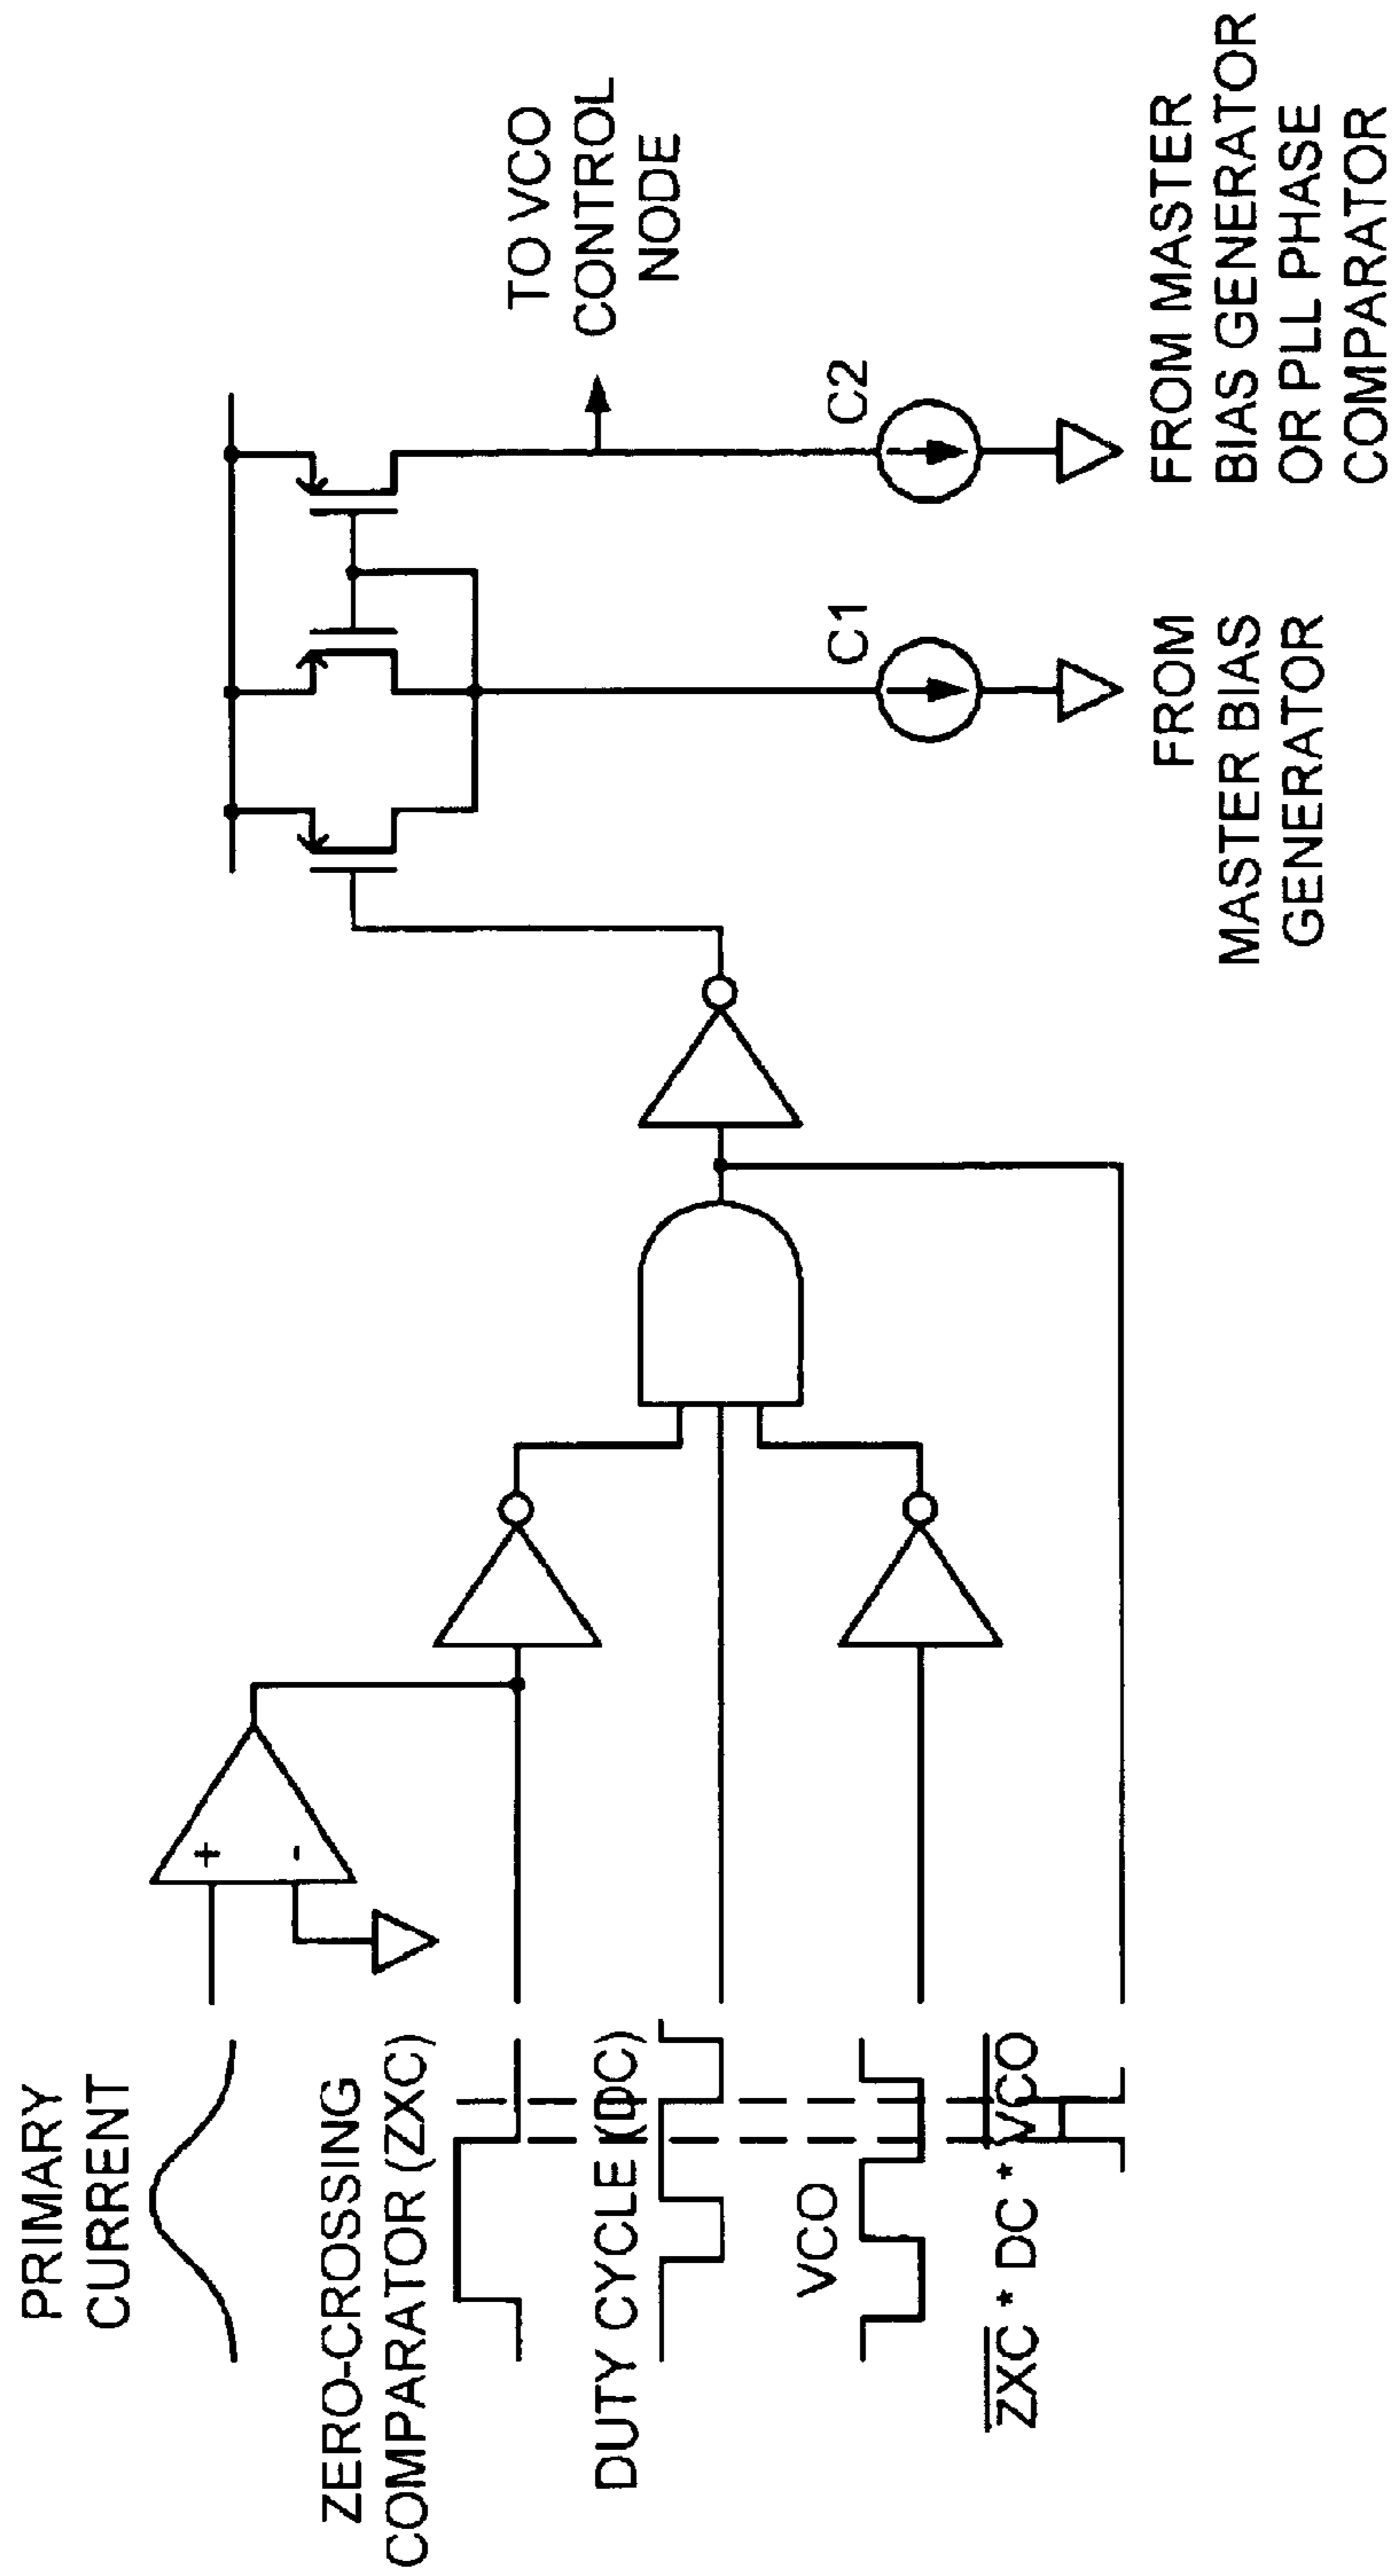 PRIMARY
CURRENT
+
-
ZERO-CROSSING
COMPARATOR (ZXC)
DUTY CYCLE (DC)
VCO
ZXC * DC * VCO
TO VCO
CONTROL
NODE
C1
C2
FROM
MASTER BIAS
GENERATOR
FROM MASTER
BIAS GENERATOR
OR PLL PHASE
COMPARATOR